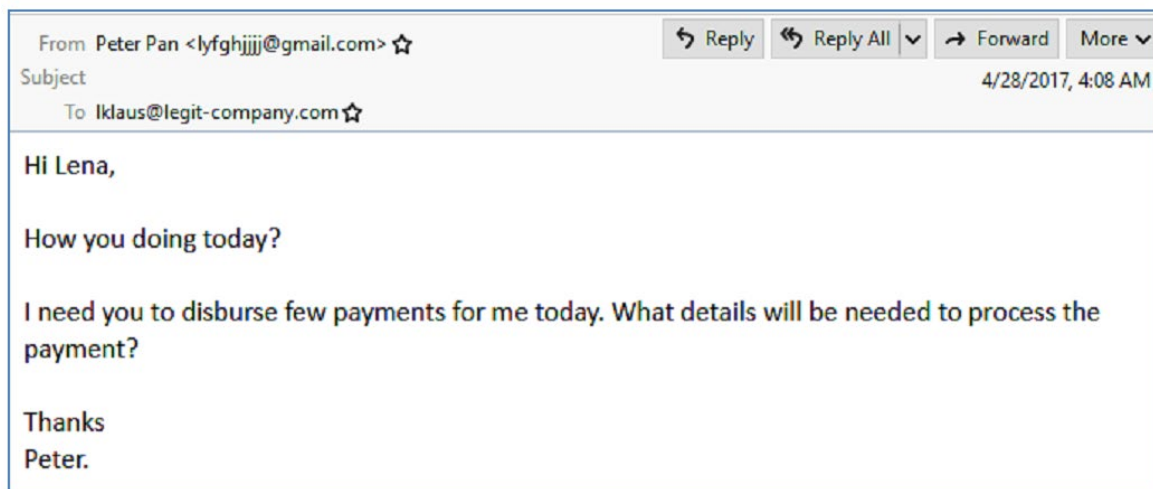 From Peter Pan <lyfghjjjj@gmail.com>
Reply
Reply All
Forward
More
Subject
4/28/2017, 4:08 AM
To lklaus@legit-company.com
Hi Lena,
How you doing today?
I need you to disburse few payments for me today. What details will be needed to process the
payment?
Thanks
Peter.